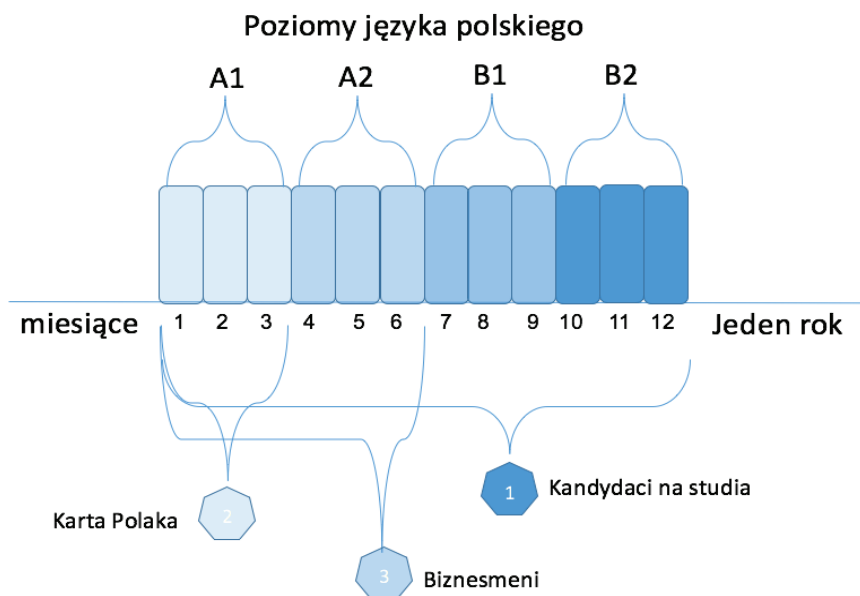 Poziomy języka polskiego
A1 A2 B1 B2
miesiące 1 2 3 4 5 6 7 8 9 10 11 12 Jeden rok
1 Kandydaci na studia
Karta Polaka 2
3 Biznesmeni